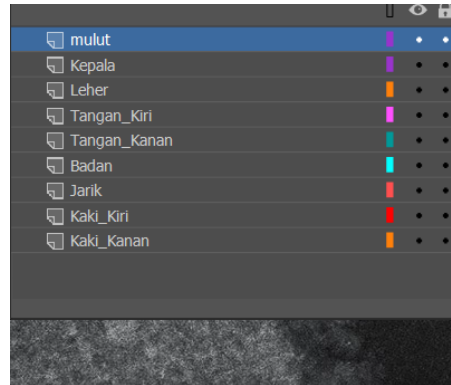 mulut
Kepala
Leher
Tangan_Kiri
Tangan_Kanan
Badan
Jarik
Kaki_Kiri
Kaki_Kanan